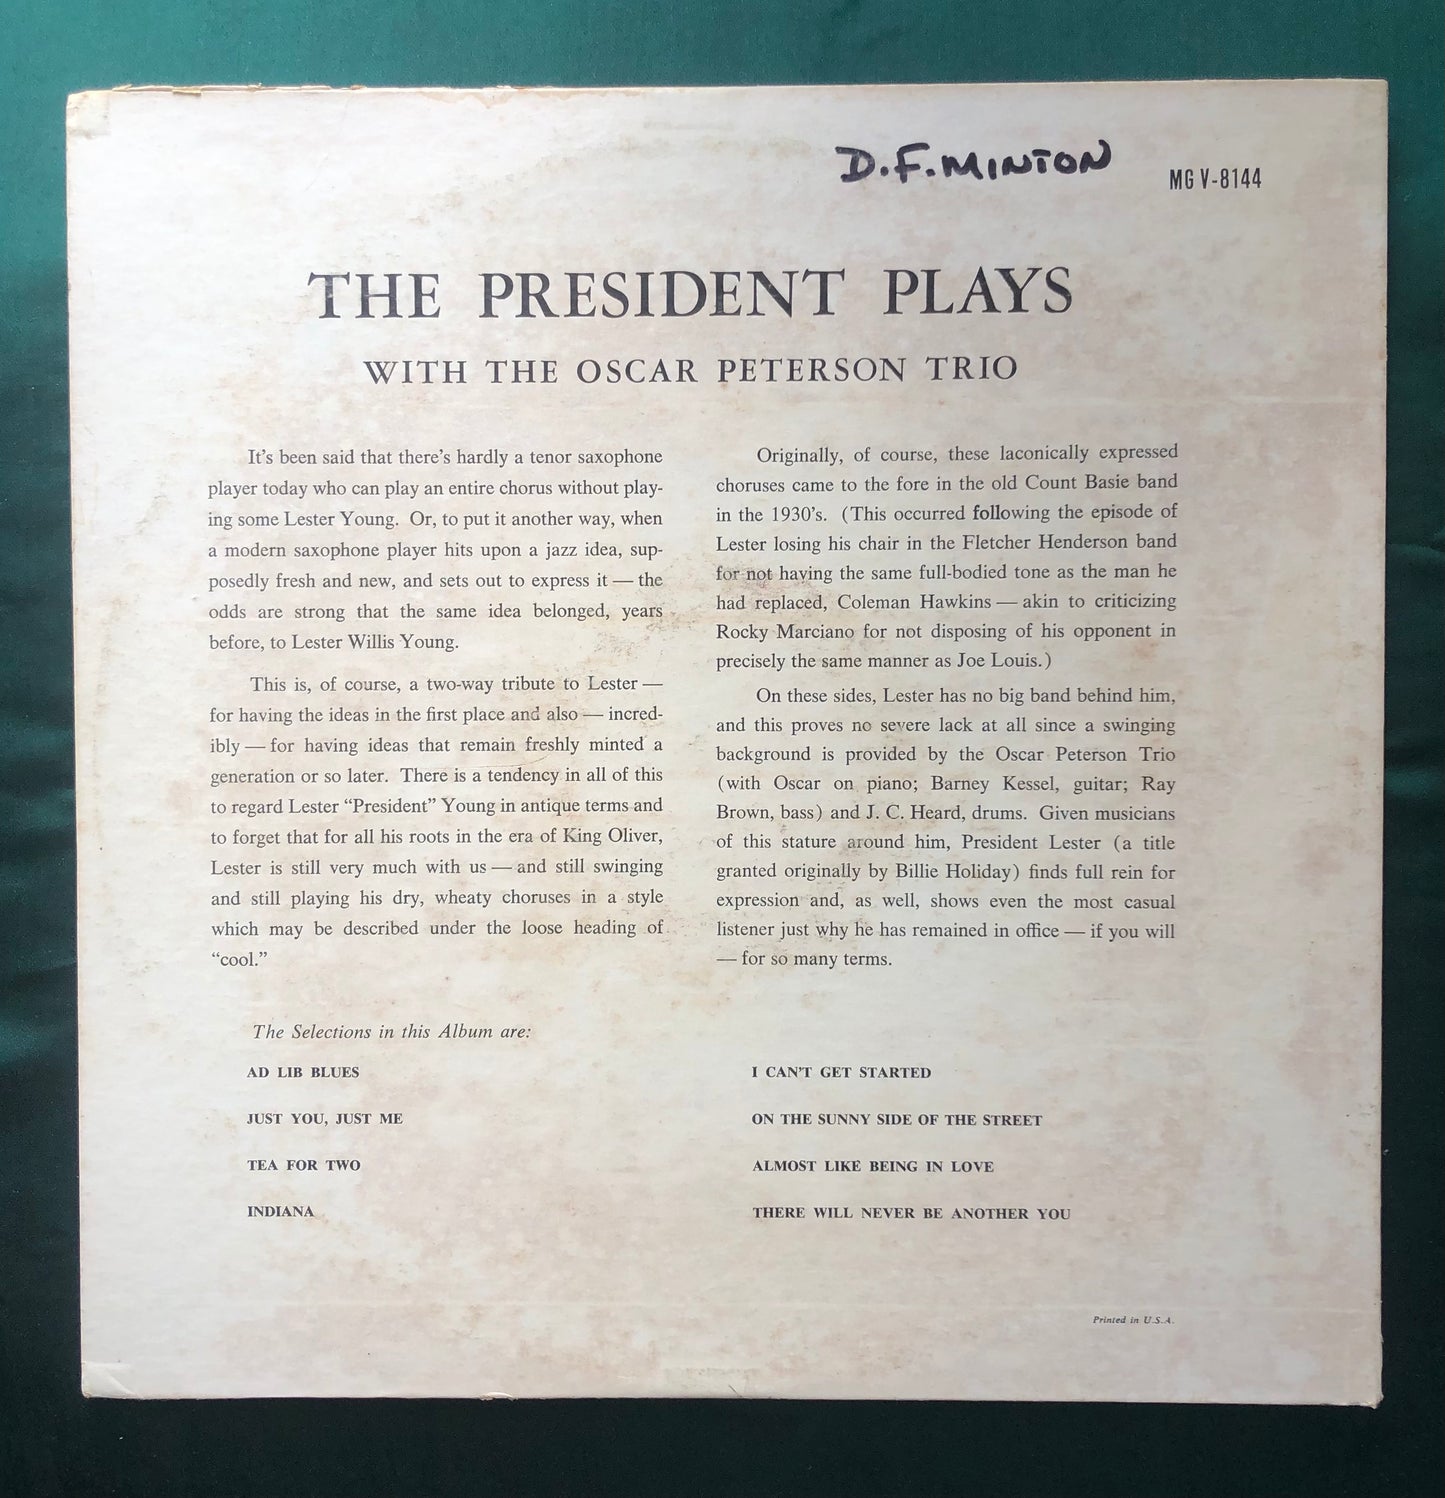 D.F. MINTON
MG V-8144
THE PRESIDENT PLAYS
WITH THE OSCAR PETERSON TRIO
It's been said that there's hardly a tenor saxophone
player today who can play an entire chorus without play-
ing some Lester Young. Or, to put it another way, when
a modern saxophone player hits upon a jazz idea, sup-
posedly fresh and new, and sets out to express it — the
odds are strong that the same idea belonged, years
before, to Lester Willis Young.
This is, of course, a two-way tribute to Lester —
for having the ideas in the first place and also — incred-
ibly — for having ideas that remain freshly minted a
generation or so later. There is a tendency in all of this
to regard Lester “President” Young in antique terms and
to forget that for all his roots in the era of King Oliver,
Lester is still very much with us — and still swinging
and still playing his dry, wheaty choruses in a style
which may be described under the loose heading of
“cool.”
Originally, of course, these laconically expressed
choruses came to the fore in the old Count Basie band
in the 1930's. (This occurred following the episode of
Lester losing his chair in the Fletcher Henderson band
for not having the same full-bodied tone as the man he
had replaced, Coleman Hawkins — akin to criticizing
Rocky Marciano for not disposing of his opponent in
precisely the same manner as Joe Louis.)
On these sides, Lester has no big band behind him,
and this proves no severe lack at all since a swinging
background is provided by the Oscar Peterson Trio
(with Oscar on piano; Barney Kessel, guitar; Ray
Brown, bass) and J. C. Heard, drums. Given musicians
of this stature around him, President Lester (a title
granted originally by Billie Holiday) finds full rein for
expression and, as well, shows even the most casual
listener just why he has remained in office — if you will
— for so many terms.
The Selections in this Album are:
AD LIB BLUES
JUST YOU, JUST ME
TEA FOR TWO
INDIANA
I CAN'T GET STARTED
ON THE SUNNY SIDE OF THE STREET
ALMOST LIKE BEING IN LOVE
THERE WILL NEVER BE ANOTHER YOU
Printed in U.S.A.